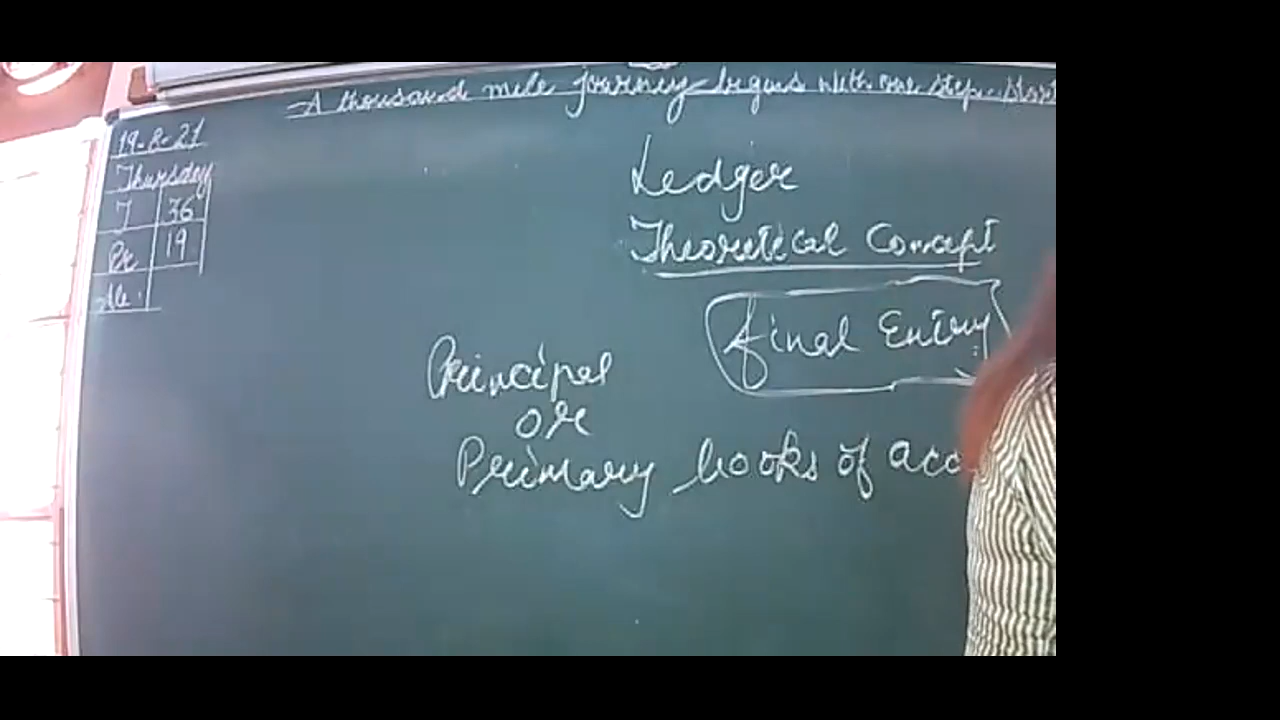 A thousand mile journey begins with one step.
19-8-21
Thursday
T 36
Pr 19
Ab.
Ledger
Theoretical Concept
Final Entry
Principal
or
Primary books of acc